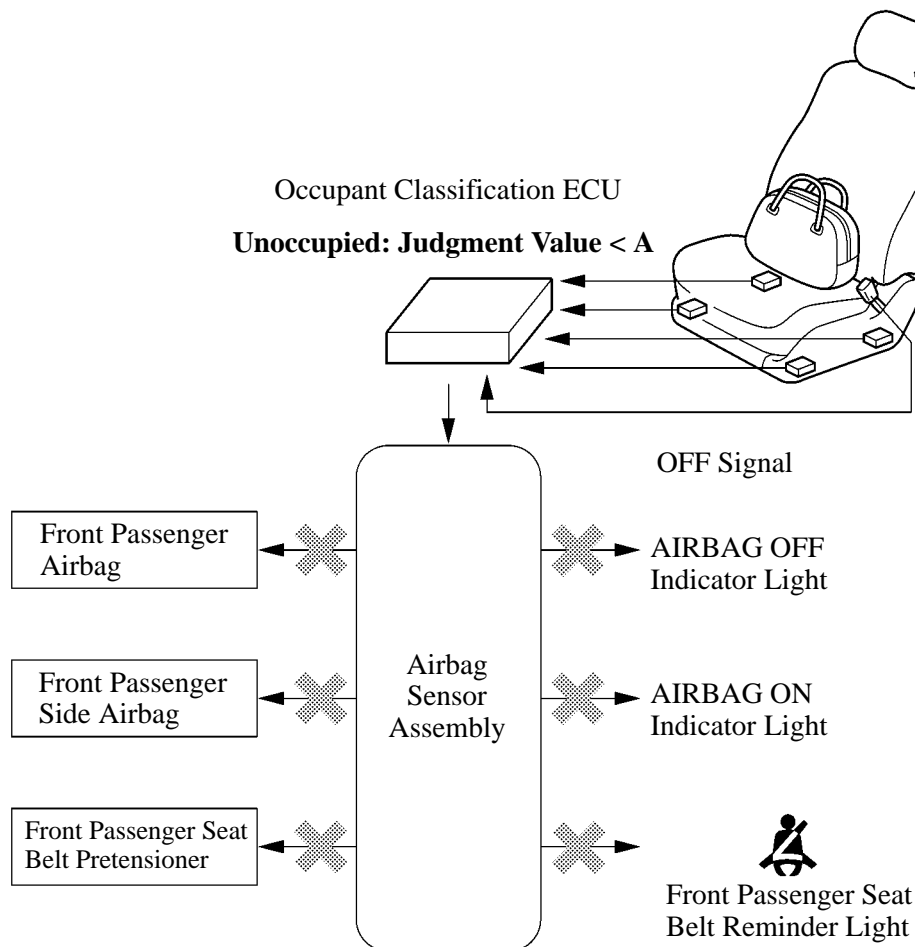 Occupant Classification ECU
Unoccupied: Judgment Value < A
OFF Signal
Front Passenger
Airbag
AIRBAG OFF
Indicator Light
Front Passenger
Side Airbag
Airbag
Sensor
Assembly
AIRBAG ON
Indicator Light
Front Passenger Seat
Belt Pretensioner
Front Passenger Seat
Belt Reminder Light